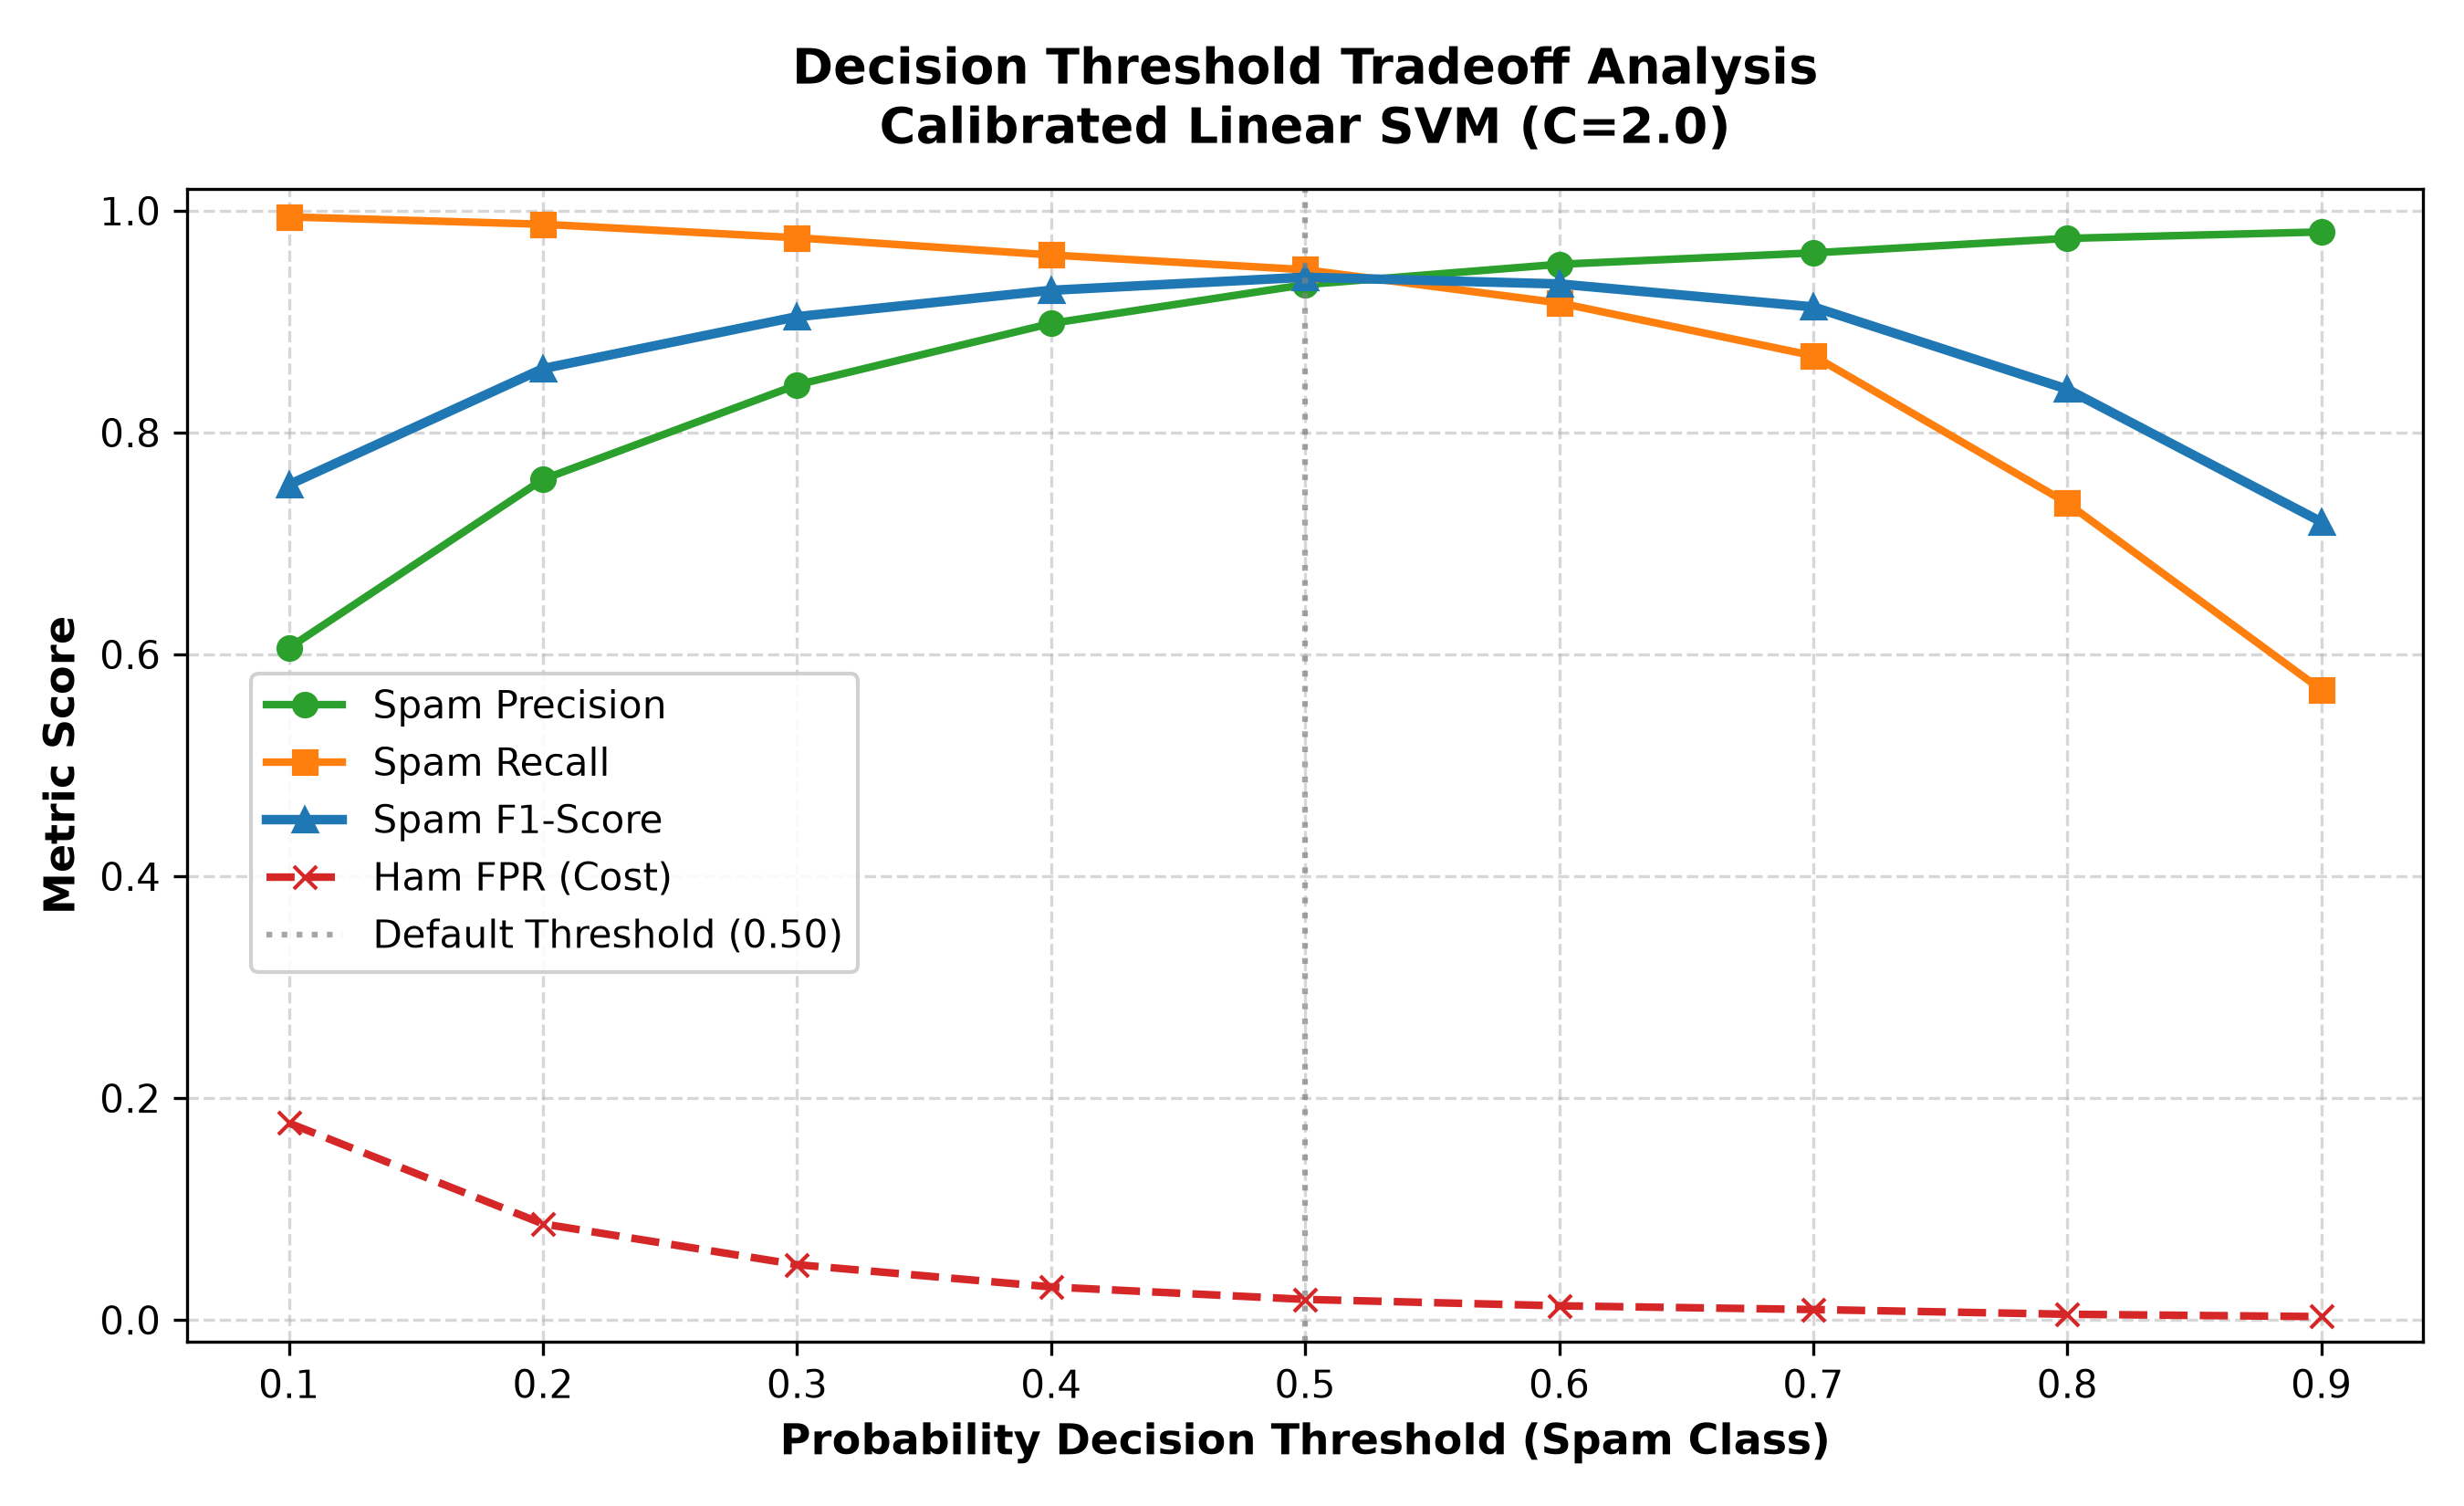 Decision Threshold Tradeoff Analysis
Calibrated Linear SVM (C=2.0)
Metric Score
1.0
0.8
0.6
0.4
0.2
0.0
Spam Precision
Spam Recall
Spam F1-Score
Ham FPR (Cost)
Default Threshold (0.50)
0.1 0.2 0.3 0.4 0.5 0.6 0.7 0.8 0.9
Probability Decision Threshold (Spam Class)